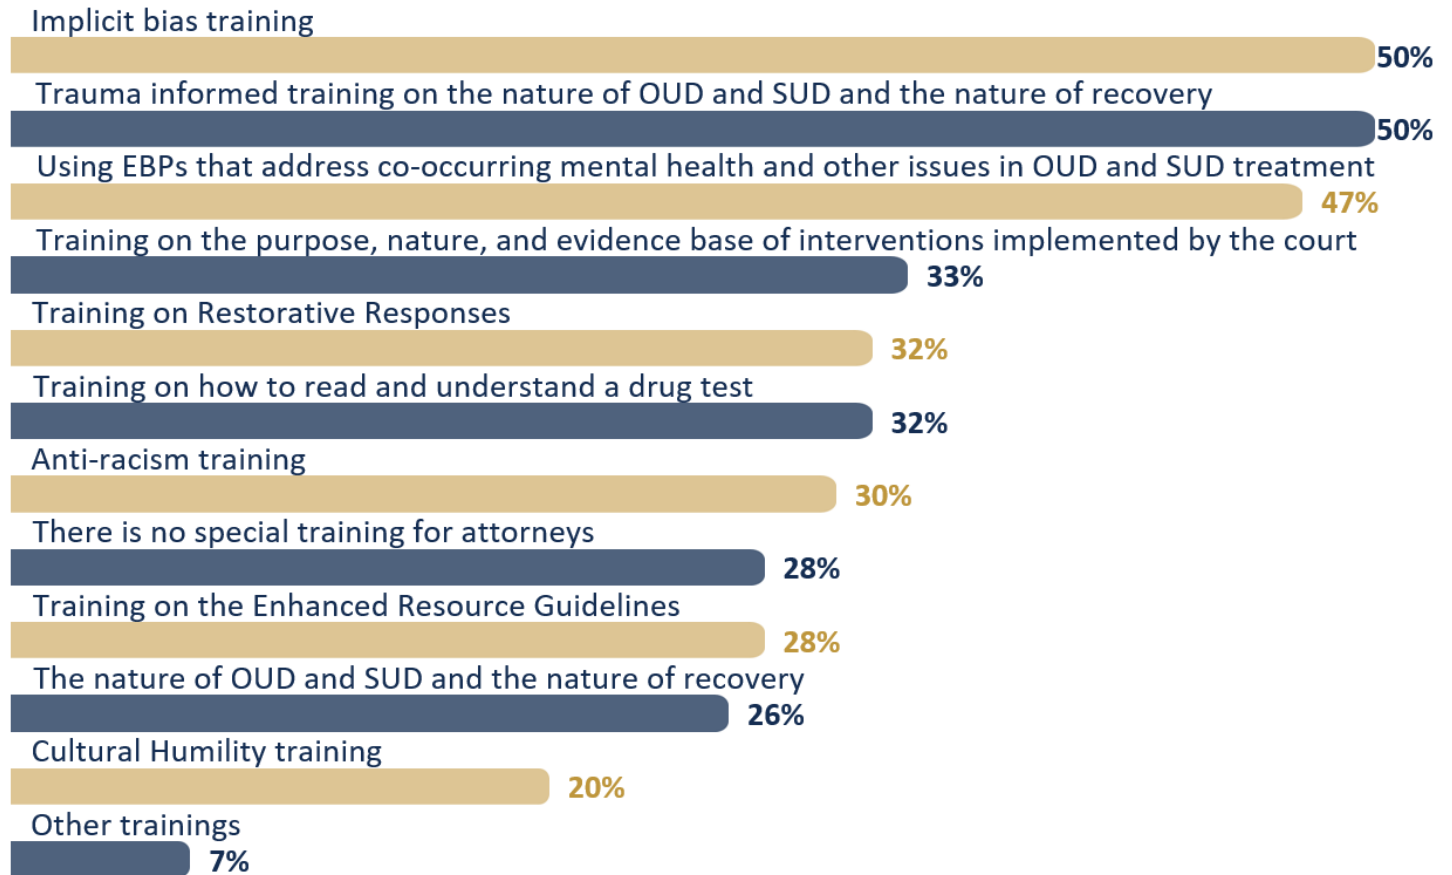 Implicit bias training
50%
Trauma informed training on the nature of OUD and SUD and the nature of recovery
50%
Using EBPs that address co-occurring mental health and other issues in OUD and SUD treatment
47%
Training on the purpose, nature, and evidence base of interventions implemented by the court
33%
Training on Restorative Responses
32%
Training on how to read and understand a drug test
32%
Anti-racism training
30%
There is no special training for attorneys
28%
Training on the Enhanced Resource Guidelines
28%
The nature of OUD and SUD and the nature of recovery
26%
Cultural Humility training
20%
Other trainings
7%